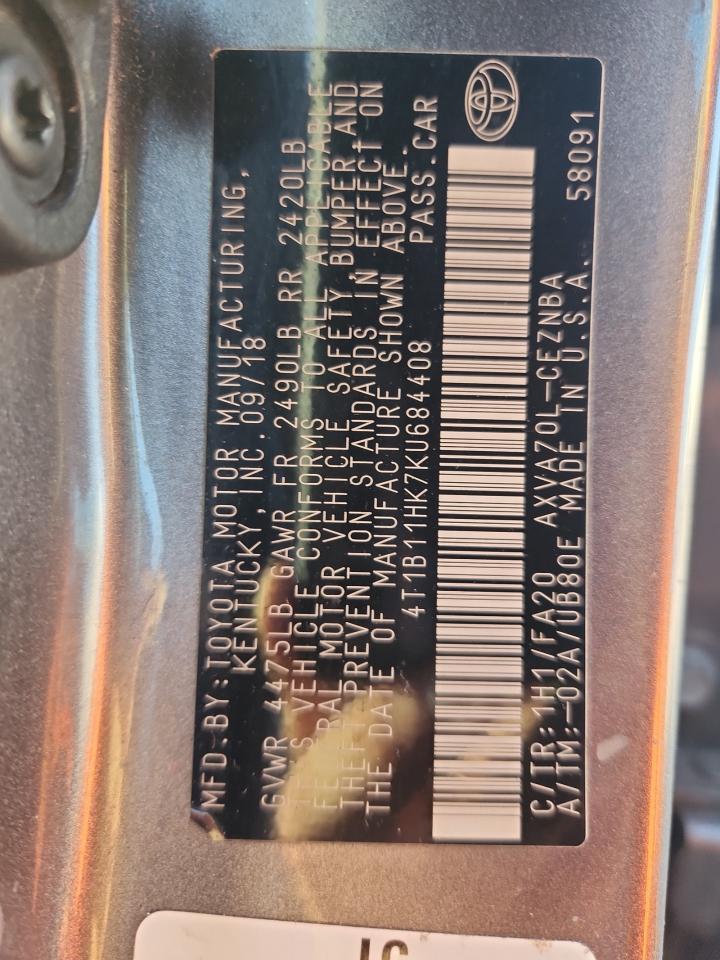 MFD.BY:TOYOTA MOTOR MANUFACTURING,
KENTUCKY,INC.09/18
GVWR 4475LB GAWR FR 2490LB RR 2420LB
THIS VEHICLE CONFORMS TO ALL APPLICABLE
FEDERAL MOTOR VEHICLE SAFETY,BUMPER,AND
THEFT PREVENTION STANDARDS IN EFFECT ON
THE DATE OF MANUFACTURE SHOWN ABOVE.
4T1B11HK7KU684408 PASS.CAR
C/TR:1H1/FA20 AXVA70L-CEZNBA
A/TM:-02A/UB80E MADE IN U.S.A. 58091